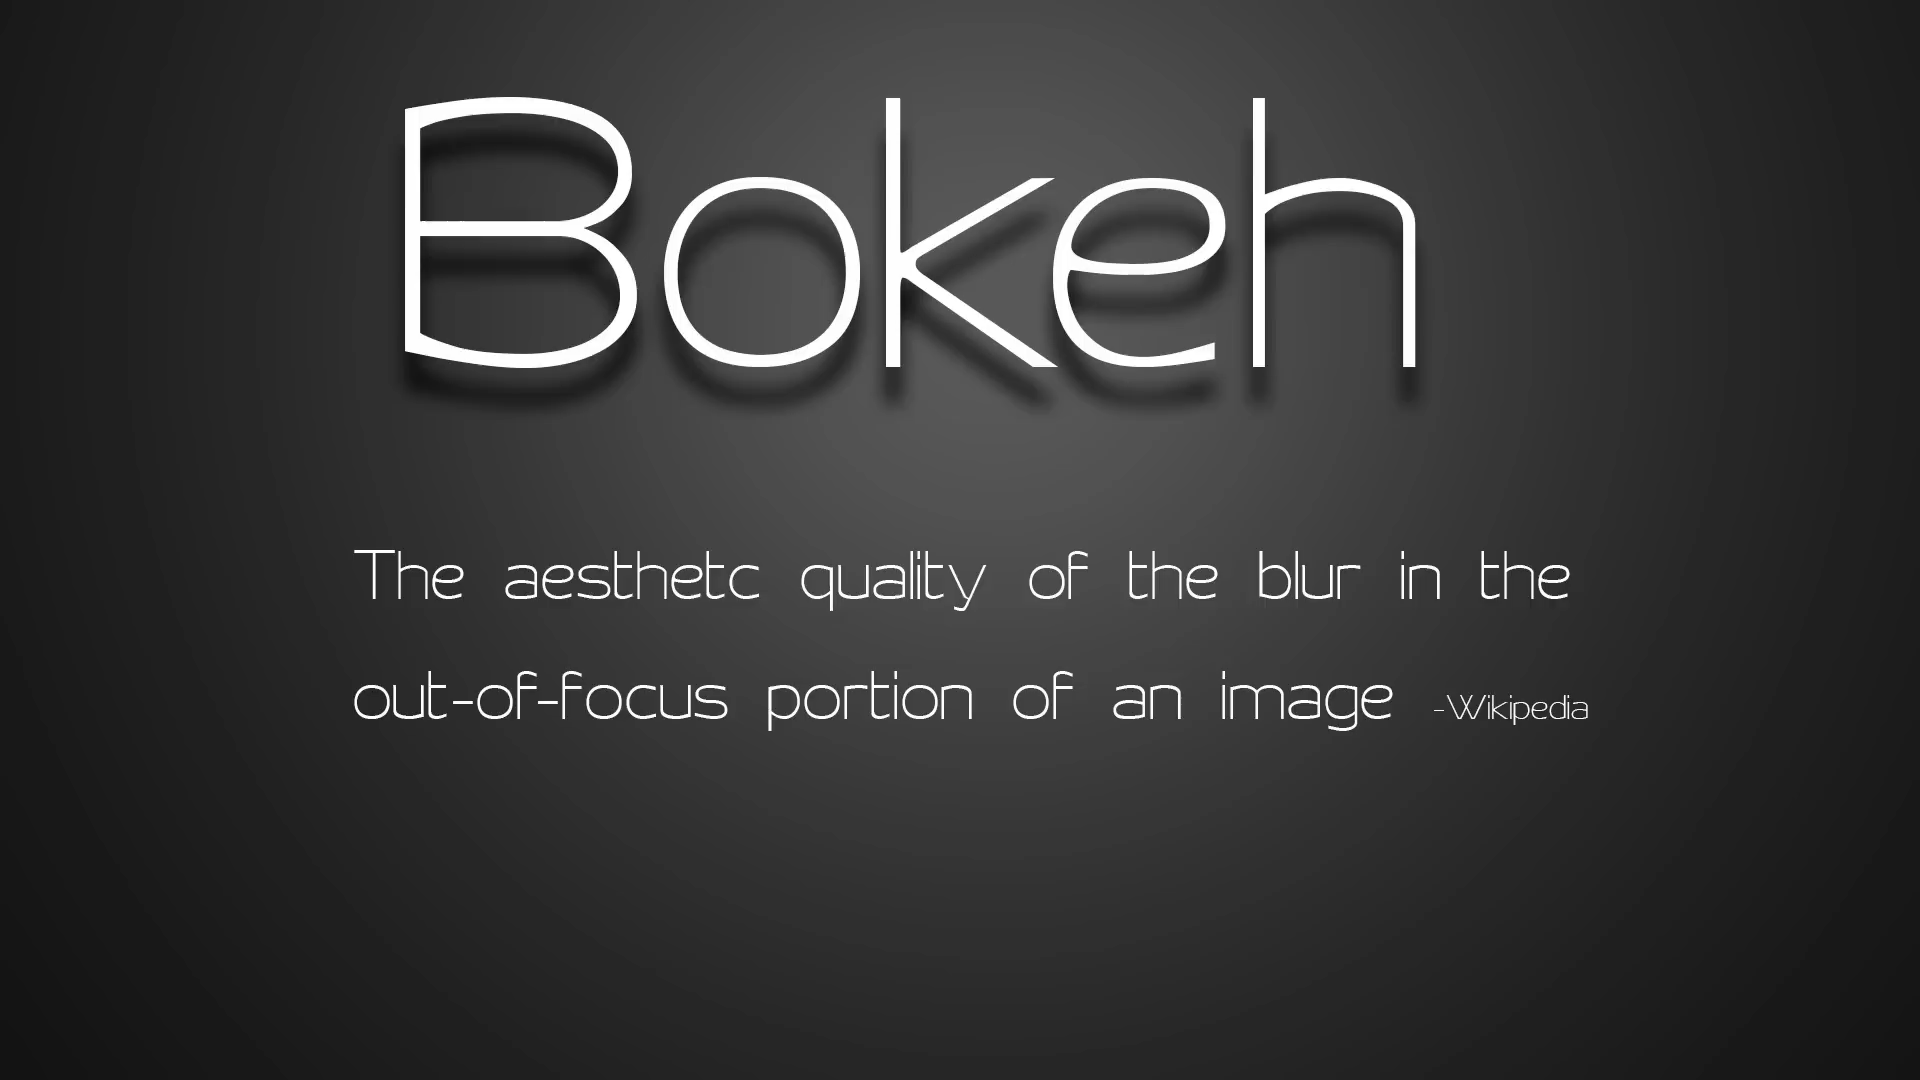 Bokeh
The aesthetc quality of the blur in the
out-of-focus portion of an image -Wikipedia